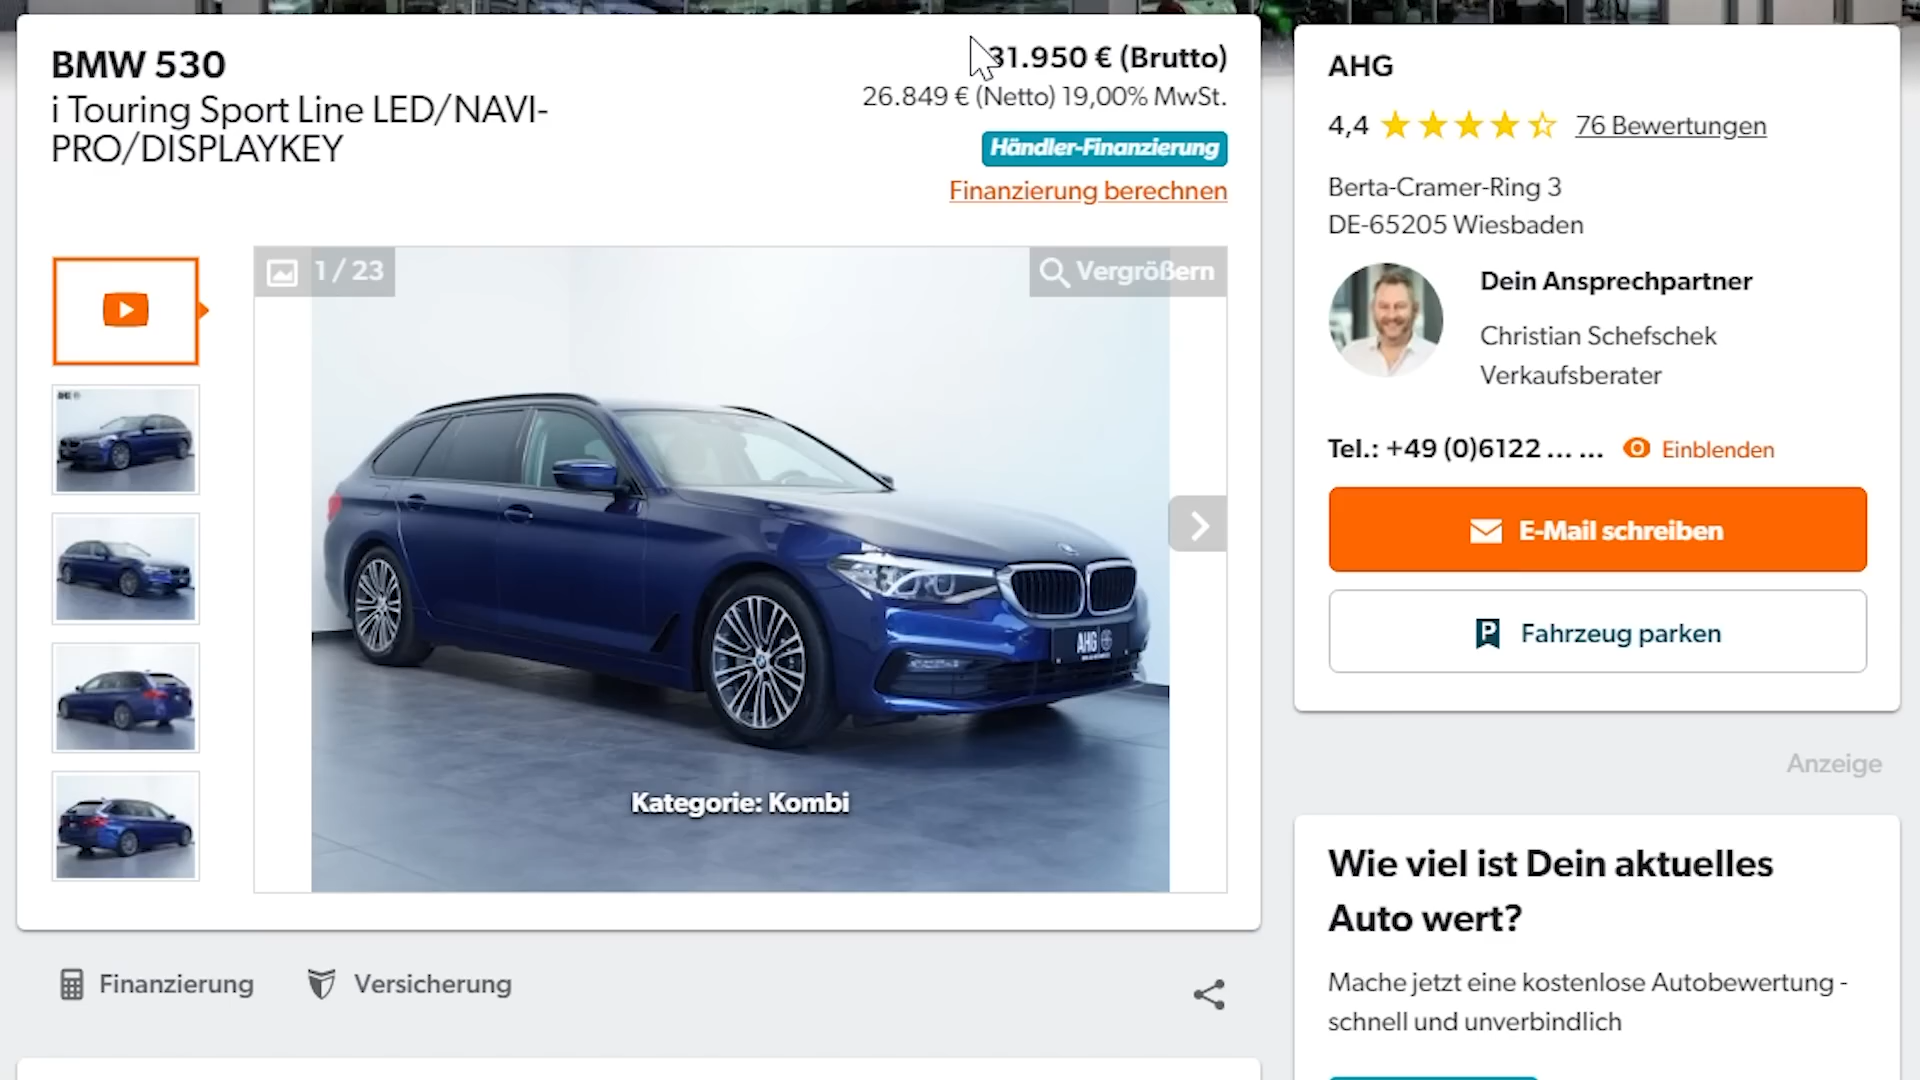 BMW 530
i Touring Sport Line LED/NAVI-
PRO/DISPLAYKEY
31.950 € (Brutto)
26.849 € (Netto) 19,00% MwSt.
Händler-Finanzierung
Finanzierung berechnen
1 / 23
Vergrößern
AHG
Kategorie: Kombi
Finanzierung
Versicherung
AHG
4,4
76 Bewertungen
Berta-Cramer-Ring 3
DE-65205 Wiesbaden
Dein Ansprechpartner
Christian Schefschek
Verkaufsberater
Tel.: +49 (0)6122 ... ...
Einblenden
E-Mail schreiben
P
Fahrzeug parken
Anzeige
Wie viel ist Dein aktuelles
Auto wert?
Mache jetzt eine kostenlose Autobewertung -
schnell und unverbindlich